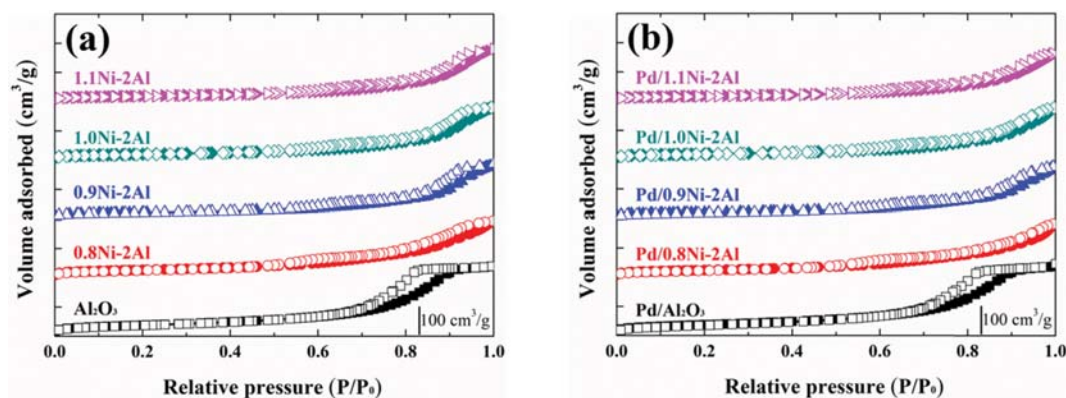 (a)
1.1Ni-2Al
1.0Ni-2Al
0.9Ni-2Al
0.8Ni-2Al
Al₂O₃
100 cm³/g
Volume adsorbed (cm³/g)
0.0 0.2 0.4 0.6 0.8 1.0
Relative pressure (P/P₀)
(b)
Pd/1.1Ni-2Al
Pd/1.0Ni-2Al
Pd/0.9Ni-2Al
Pd/0.8Ni-2Al
Pd/Al₂O₃
100 cm³/g
Volume adsorbed (cm³/g)
0.0 0.2 0.4 0.6 0.8 1.0
Relative pressure (P/P₀)